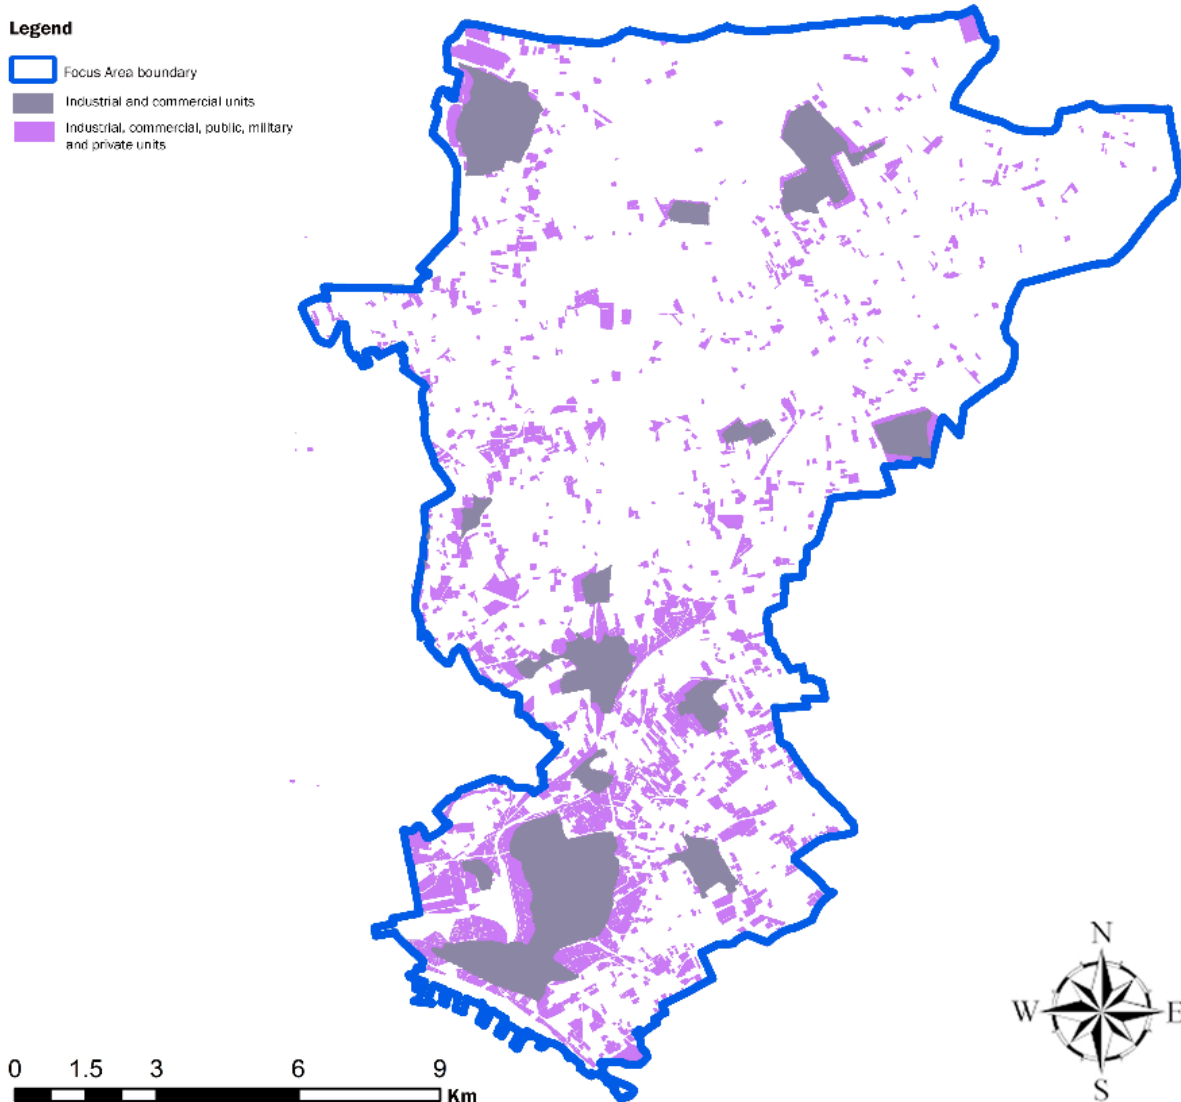 Legend
Focus Area boundary
Industrial and commercial units
Industrial, commercial, public, military
and private units
N
W E
S
0 1.5 3 6 9
Km